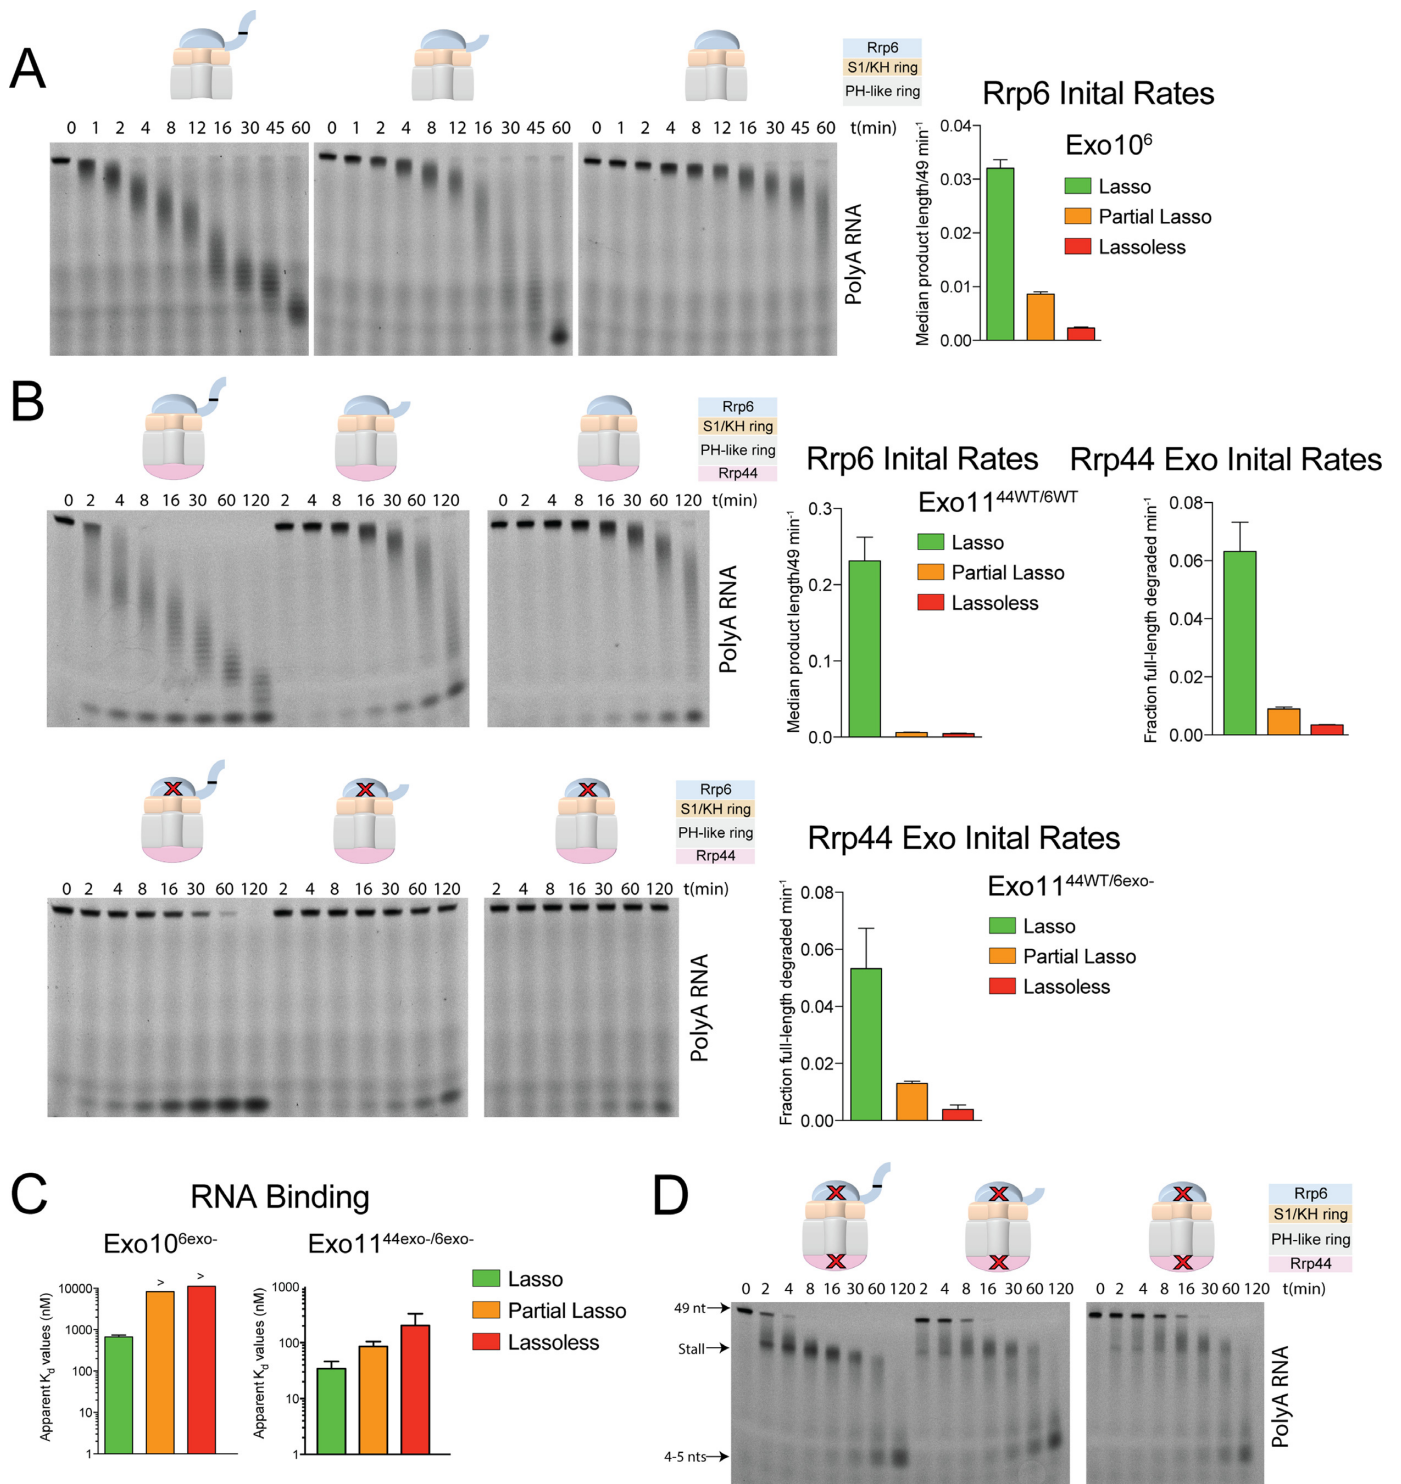 A
Rrp6
S1/KH ring
PH-like ring
0 1 2 4 8 12 16 30 45 60
0 1 2 4 8 12 16 30 45 60
0 1 2 4 8 12 16 30 45 60 t(min)
PolyA RNA
Rrp6 Inital Rates
Exo10⁶
Lasso
Partial Lasso
Lassoless
Median product length/49 min⁻¹
0.04
0.03
0.02
0.01
0.00
B
Rrp6
S1/KH ring
PH-like ring
Rrp44
0 2 4 8 16 30 60 120 2 4 8 16 30 60 120
0 2 4 8 16 30 60 120 t(min)
PolyA RNA
Rrp6 Inital Rates
Exo11⁴⁴ᵂᵀ/⁶ᵂᵀ
Lasso
Partial Lasso
Lassoless
Median product length/49 min⁻¹
0.3
0.2
0.1
0.0
Rrp44 Exo Inital Rates
Fraction full-length degraded min⁻¹
0.08
0.06
0.04
0.02
0.00
X X X
Rrp6
S1/KH ring
PH-like ring
Rrp44
0 2 4 8 16 30 60 120 2 4 8 16 30 60 120
2 4 8 16 30 60 120 t(min)
PolyA RNA
Rrp44 Exo Inital Rates
Exo11⁴⁴ᵂᵀ/⁶ᵉˣᵒ⁻
Lasso
Partial Lasso
Lassoless
Fraction full-length degraded min⁻¹
0.08
0.06
0.04
0.02
0.00
C
RNA Binding
Exo10⁶ᵉˣᵒ⁻
Apparent Kd values (nM)
10000
1000
100
10
1
> >
Exo11⁴⁴ᵉˣᵒ⁻/⁶ᵉˣᵒ⁻
Apparent Kd values (nM)
1000
100
10
1
Lasso
Partial Lasso
Lassoless
D
X X X
X X X
Rrp6
S1/KH ring
PH-like ring
Rrp44
0 2 4 8 16 30 60 120 2 4 8 16 30 60 120
2 4 8 16 30 60 120 t(min)
49 nt
Stall
4-5 nts
PolyA RNA